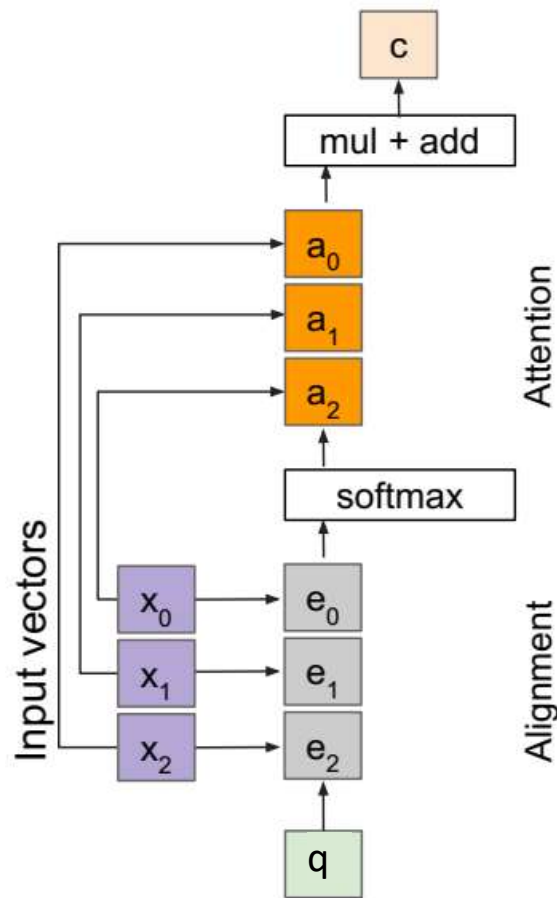 c
mul + add
a0
a1
a2
Attention
softmax
Input vectors
x0
e0
x1
e1
x2
e2
Alignment
q